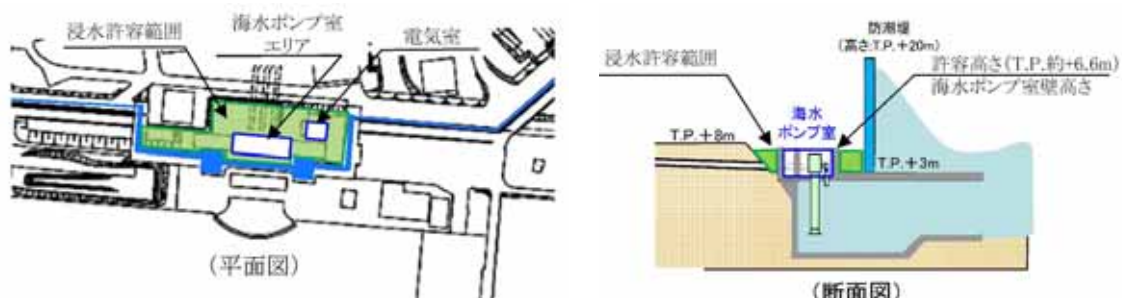 浸水許容範囲
海水ポンプ室
エリア
電気室
(平面図)
防潮堤
(高さ:T.P.+20m)
浸水許容範囲
許容高さ(T.P.約+6.6m)
海水ポンプ室壁高さ
海水
ポンプ室
T.P.+8m
T.P.+3m
(断面図)